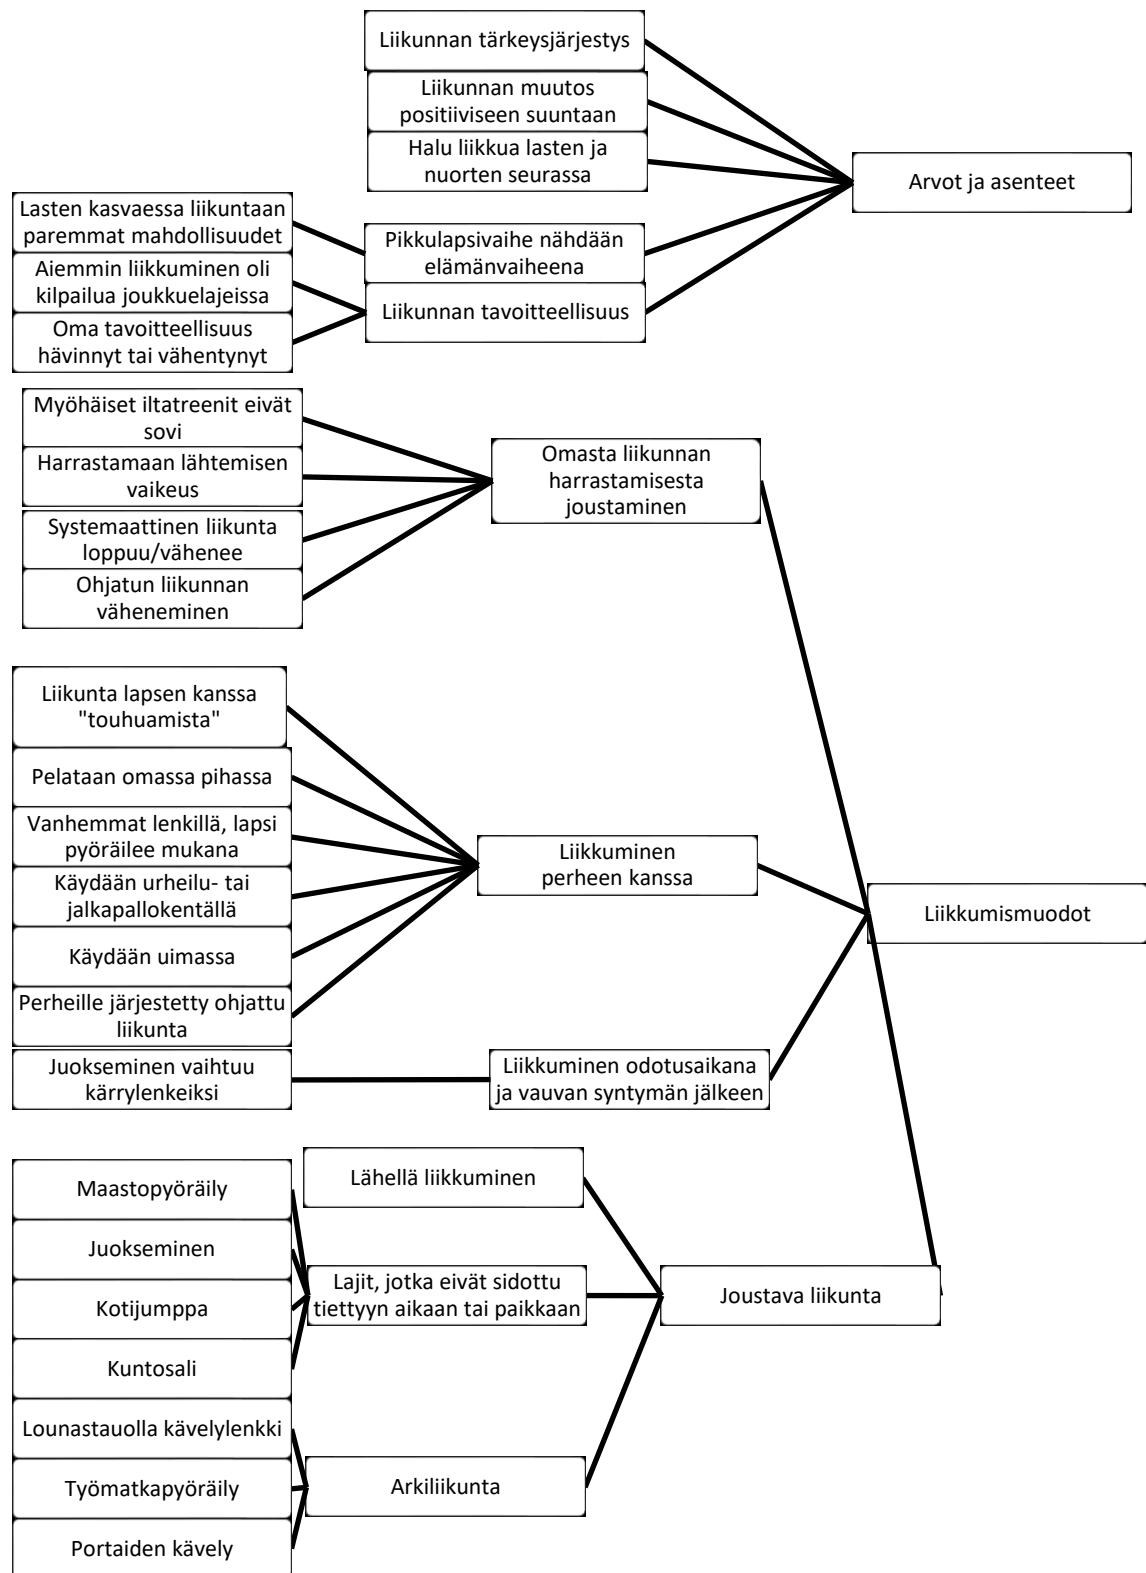 Liikunnan tärkeysjärjestys
Liikunnan muutos
positiiviseen suuntaan
Halu liikkua lasten ja
nuorten seurassa
Arvot ja asenteet
Lasten kasvaessa liikuntaan
paremmat mahdollisuudet
Pikkulapsivaihe nähdään
elämänvaiheena
Aiemmin liikkuminen oli
kilpailua joukkuelajeissa
Liikunnan tavoitteellisuus
Oma tavoitteellisuus
hävinnyt tai vähentynyt
Myöhäiset iltatreenit eivät
sovi
Harrastamaan lähtemisen
vaikeus
Omasta liikunnan
harrastamisesta
joustaminen
Systemaattinen liikunta
loppuu/vähenee
Ohjatun liikunnan
väheneminen
Liikunta lapsen kanssa
"touhuamista"
Pelataan omassa pihassa
Vanhemmat lenkillä, lapsi
pyöräilee mukana
Liikkuminen
perheen kanssa
Käydään urheilu- tai
jalkapallokentällä
Liikkumismuodot
Käydään uimassa
Perheille järjestetty ohjattu
liikunta
Juokseminen vaihtuu
kärrylenkeiksi
Liikkuminen odotusaikana
ja vauvan syntymän jälkeen
Maastopyöräily
Lähellä liikkuminen
Juokseminen
Kotijumppa
Lajit, jotka eivät sidottu
tiettyyn aikaan tai paikkaan
Joustava liikunta
Kuntosali
Lounastauolla kävelylenkki
Työmatkapyöräily
Arkiliikunta
Portaiden kävely